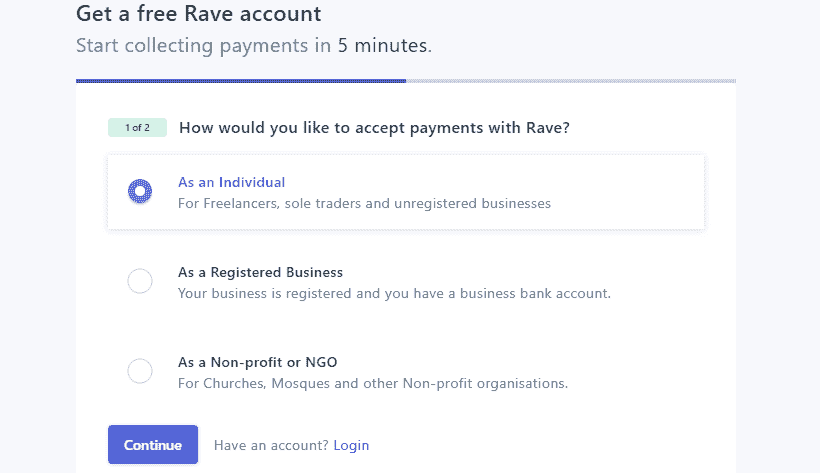 Get a free Rave account
Start collecting payments in 5 minutes.
1 of 2 How would you like to accept payments with Rave?
As an Individual
For Freelancers, sole traders and unregistered businesses
As a Registered Business
Your business is registered and you have a business bank account.
As a Non-profit or NGO
For Churches, Mosques and other Non-profit organisations.
Continue Have an account? Login